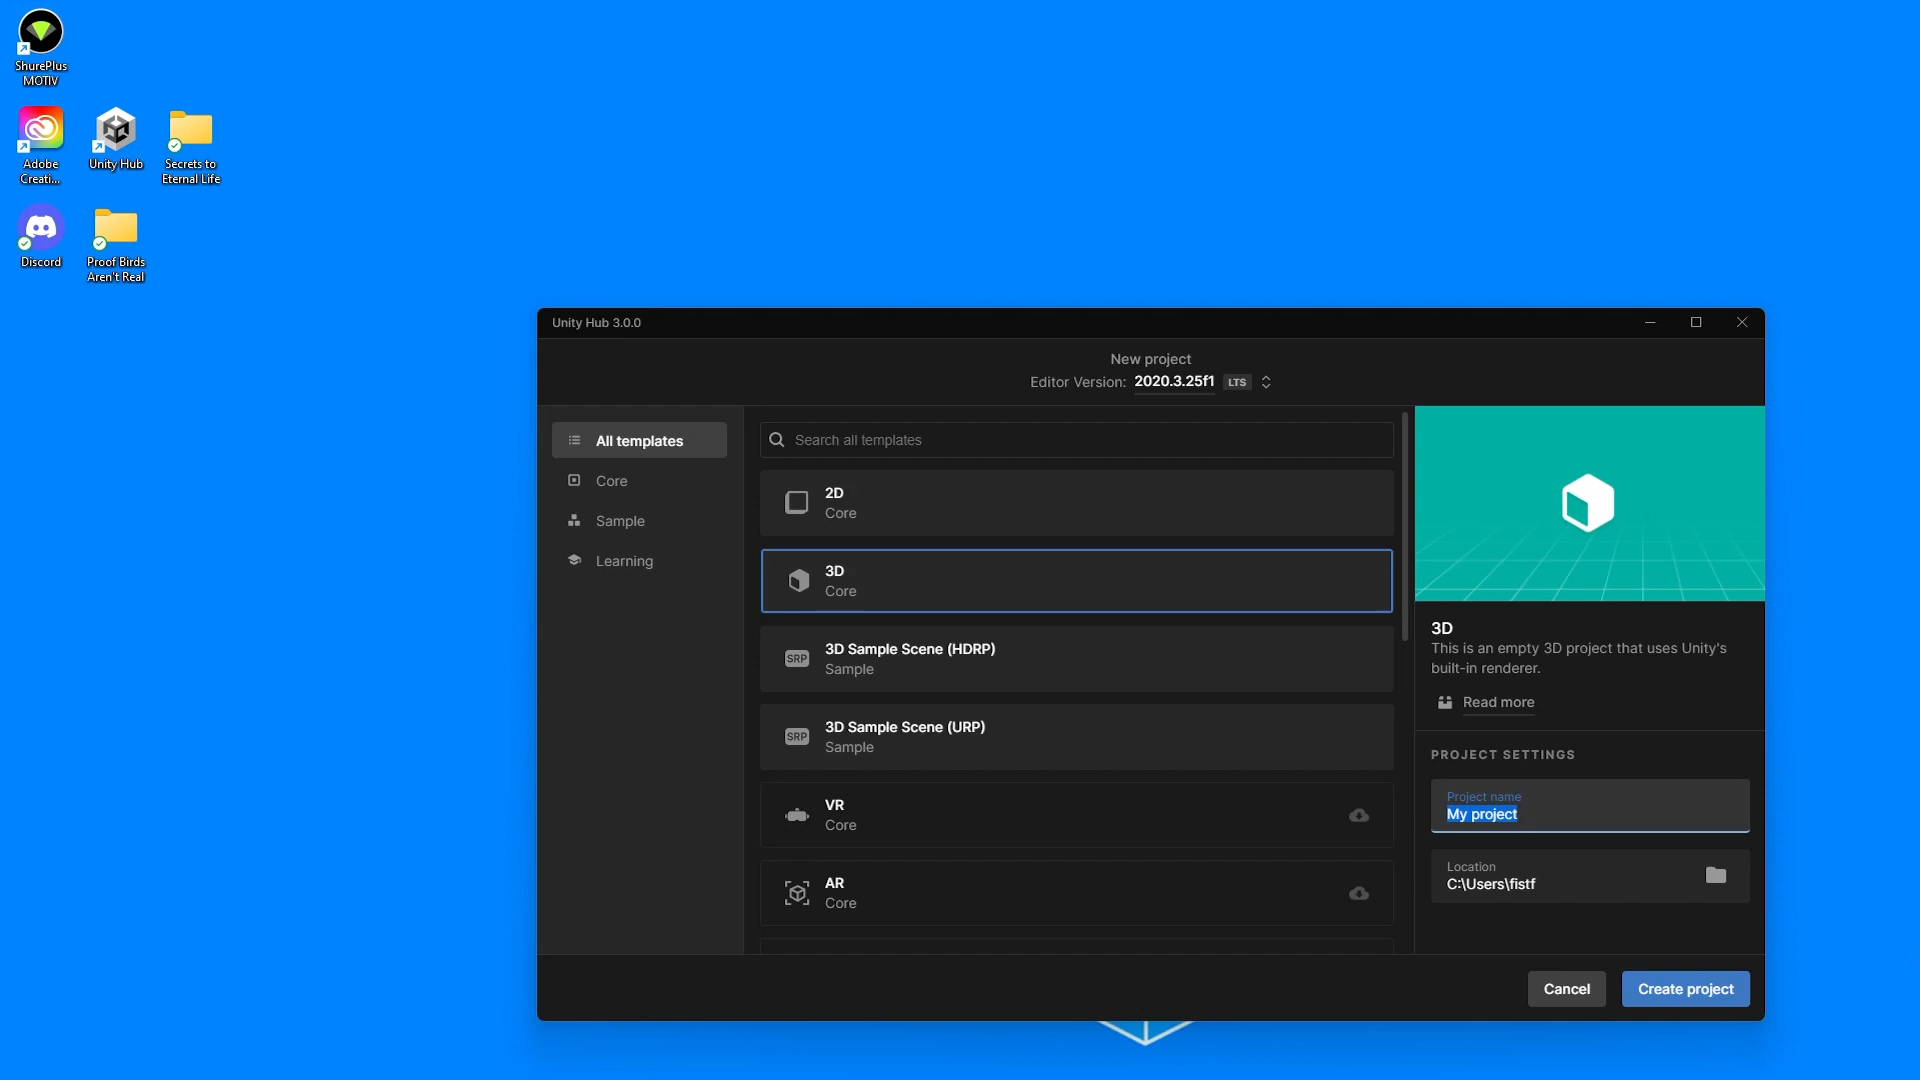 ShurePlus
MOTIV
Adobe
Creati...
Unity Hub
Secrets to
Eternal Life
Discord
Proof Birds
Aren't Real
Unity Hub 3.0.0
New project
Editor Version: 2020.3.25f1 LTS
All templates
Core
Sample
Learning
Search all templates
2D
Core
3D
Core
SRP
3D Sample Scene (HDRP)
Sample
SRP
3D Sample Scene (URP)
Sample
VR
Core
AR
Core
3D
This is an empty 3D project that uses Unity's
built-in renderer.
Read more
PROJECT SETTINGS
Project name
My project
Location
C:\Users\fistf
Cancel
Create project